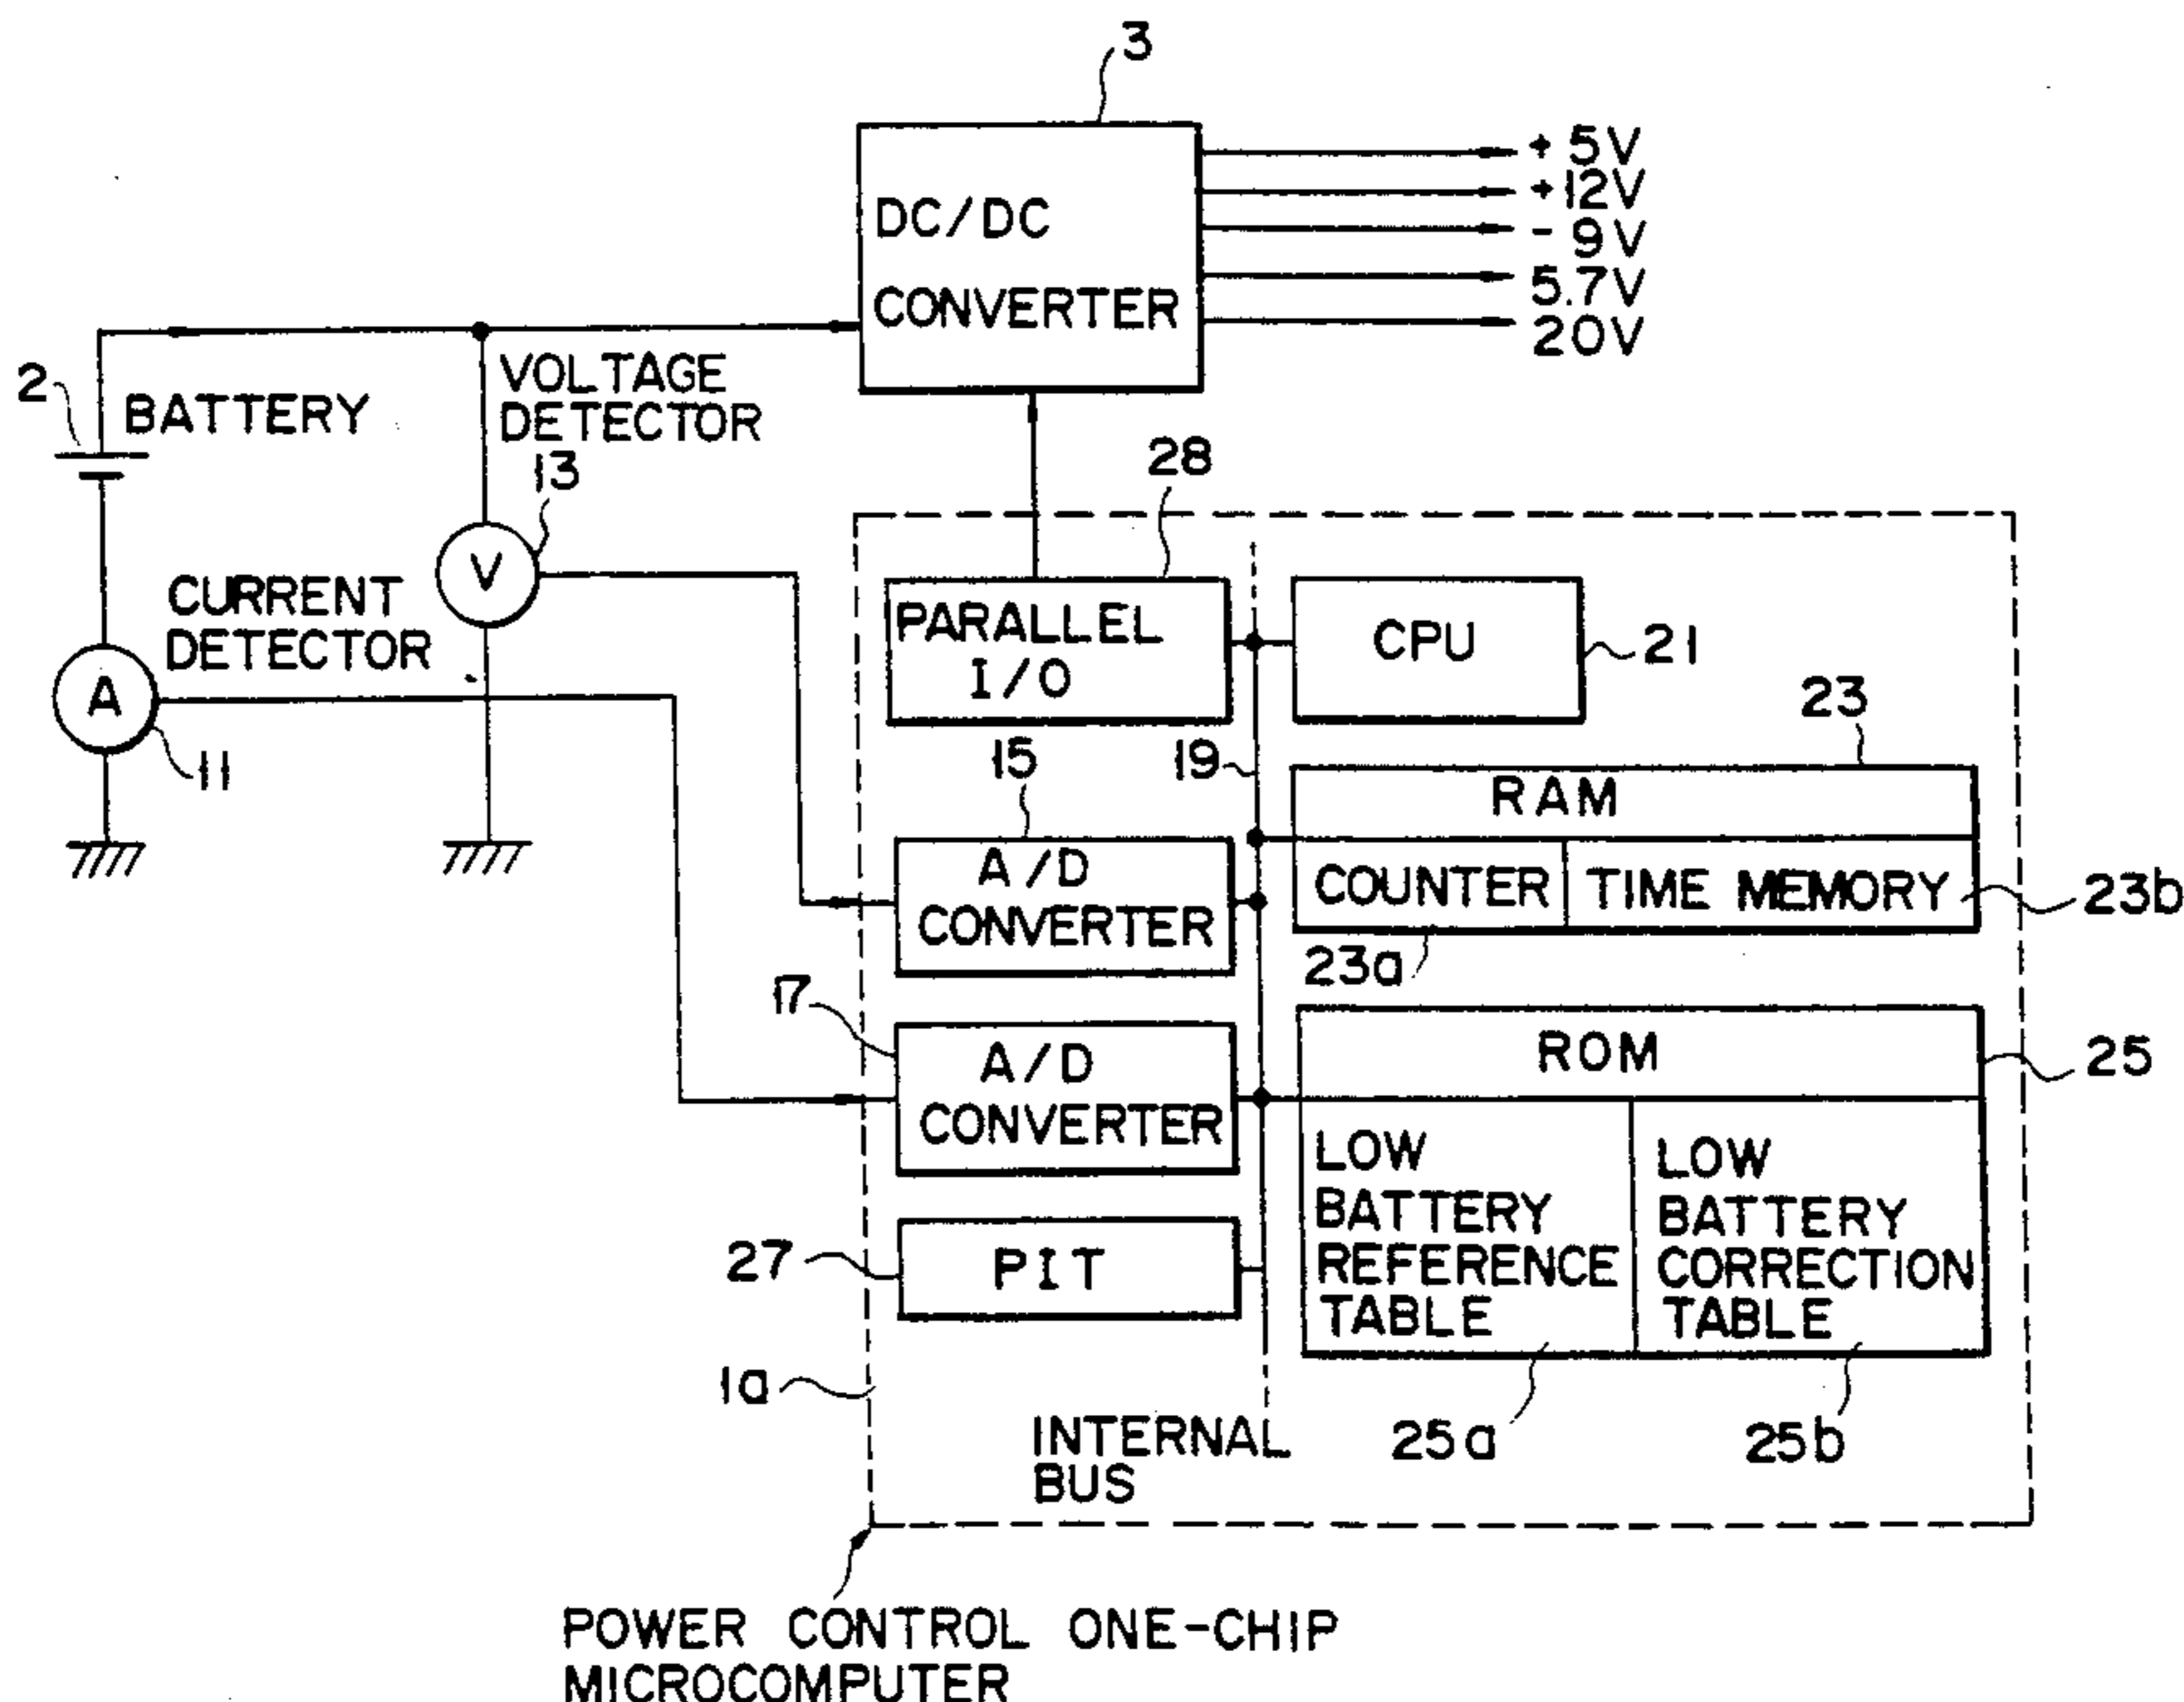 3
DC/DC
CONVERTER
+ 5V
+12V
- 9V
5.7V
20V
2
BATTERY
VOLTAGE
DETECTOR
13
V
CURRENT
DETECTOR
A
11
28
PARALLEL
I/O
CPU
21
15
19
23
RAM
COUNTER
TIME MEMORY
23a
23b
A/D
CONVERTER
17
A/D
CONVERTER
ROM
25
LOW
BATTERY
REFERENCE
TABLE
LOW
BATTERY
CORRECTION
TABLE
27
PIT
1a
25a
25b
INTERNAL
BUS
POWER CONTROL ONE-CHIP
MICROCOMPUTER